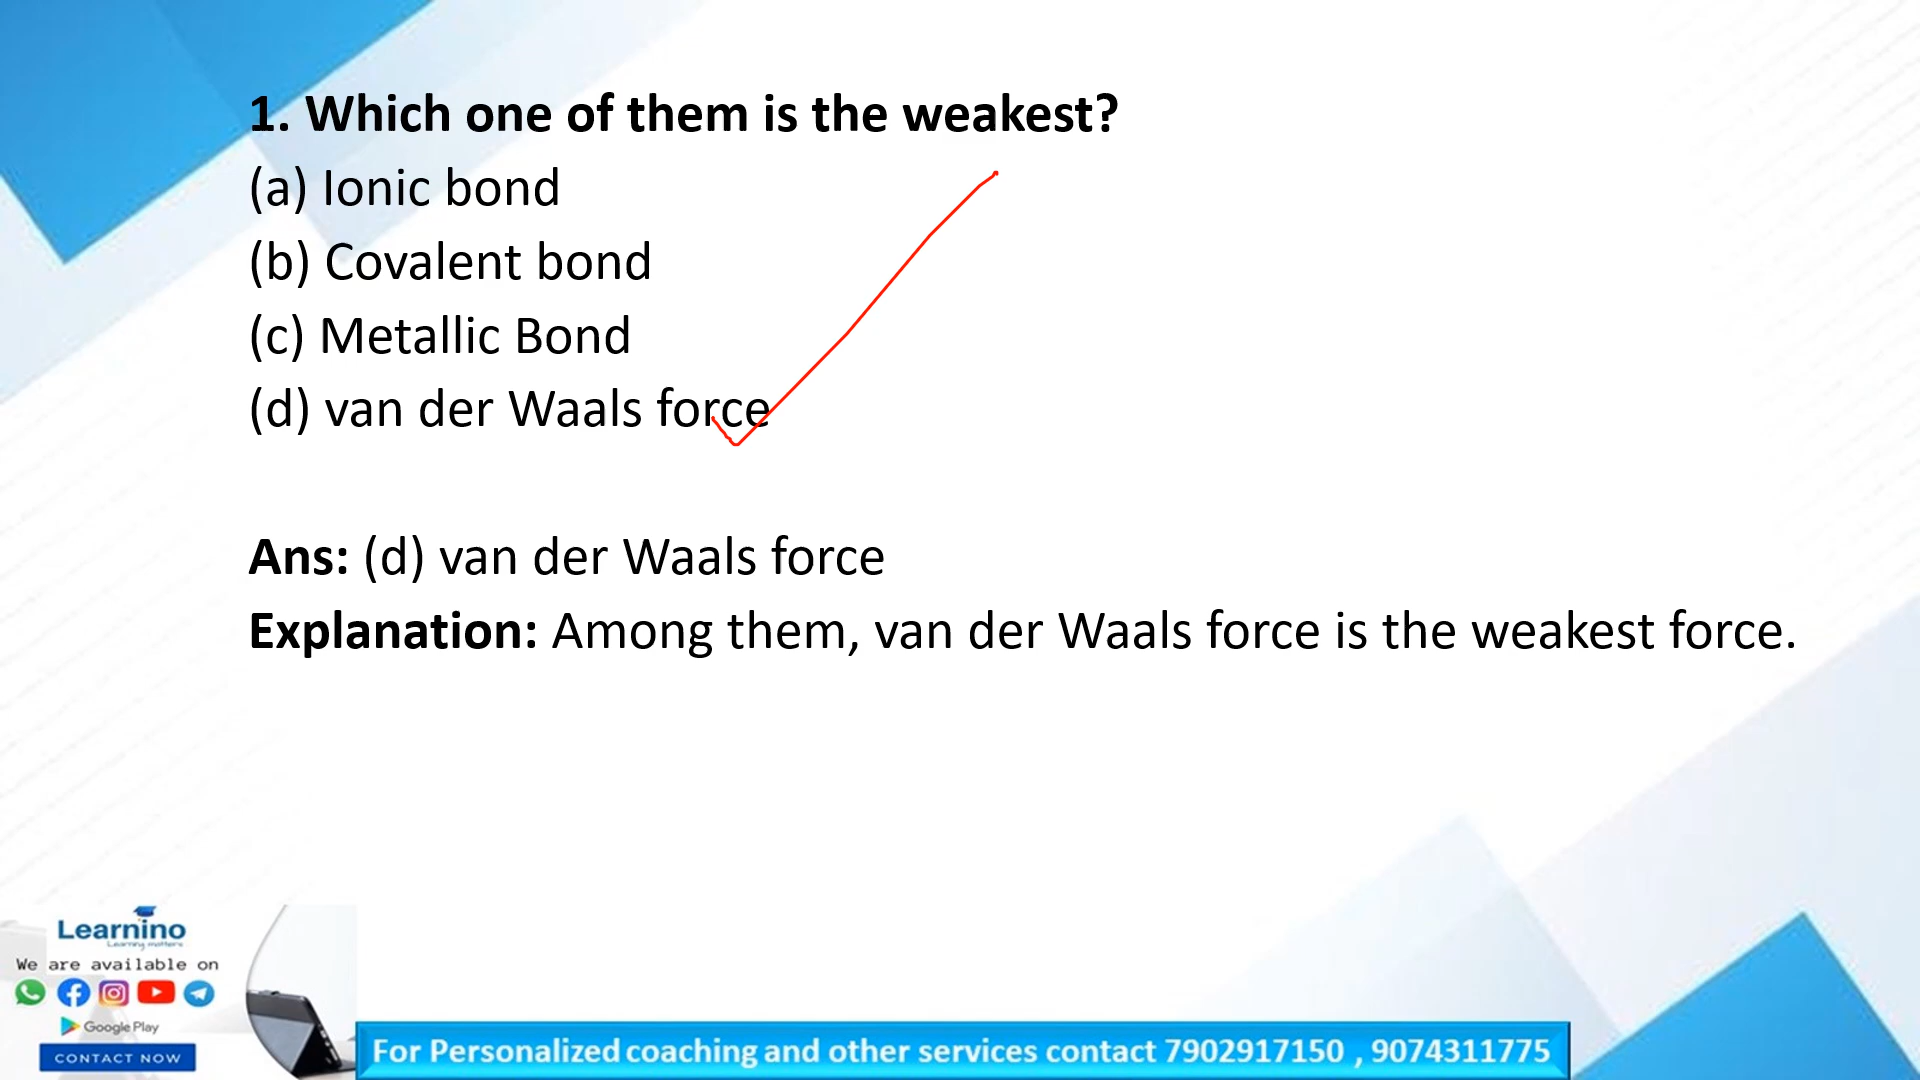 1. Which one of them is the weakest?
(a) Ionic bond
(b) Covalent bond
(c) Metallic Bond
(d) van der Waals force
Ans: (d) van der Waals force
Explanation: Among them, van der Waals force is the weakest force.
Learnino
Learning matters
We are available on
Google Play
CONTACT NOW
For Personalized coaching and other services contact 7902917150 , 9074311775